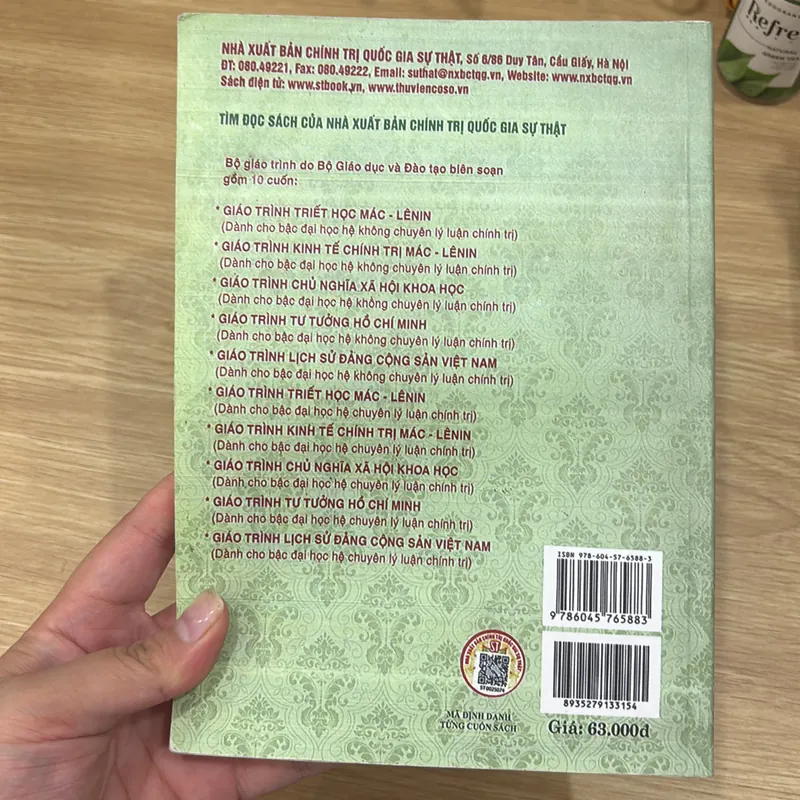 NHÀ XUẤT BẢN CHÍNH TRỊ QUỐC GIA SỰ THẬT, Số 6/86 Duy Tân, Cầu Giấy, Hà Nội
ĐT: 080.49221, Fax: 080.49222, Email: suthat@nxbctqg.vn, Website: www.nxbctqg.vn
Sách điện tử: www.stbook.vn, www.thuviencoso.vn
TÌM ĐỌC SÁCH CỦA NHÀ XUẤT BẢN CHÍNH TRỊ QUỐC GIA SỰ THẬT
Bộ giáo trình do Bộ Giáo dục và Đào tạo biên soạn
gồm 10 cuốn:
* GIÁO TRÌNH TRIẾT HỌC MÁC - LÊNIN
(Dành cho bậc đại học hệ không chuyên lý luận chính trị)
* GIÁO TRÌNH KINH TẾ CHÍNH TRỊ MÁC - LÊNIN
(Dành cho bậc đại học hệ không chuyên lý luận chính trị)
* GIÁO TRÌNH CHỦ NGHĨA XÃ HỘI KHOA HỌC
(Dành cho bậc đại học hệ không chuyên lý luận chính trị)
* GIÁO TRÌNH TƯ TƯỞNG HỒ CHÍ MINH
(Dành cho bậc đại học hệ không chuyên lý luận chính trị)
* GIÁO TRÌNH LỊCH SỬ ĐẢNG CỘNG SẢN VIỆT NAM
(Dành cho bậc đại học hệ không chuyên lý luận chính trị)
* GIÁO TRÌNH TRIẾT HỌC MÁC - LÊNIN
(Dành cho bậc đại học hệ chuyên lý luận chính trị)
* GIÁO TRÌNH KINH TẾ CHÍNH TRỊ MÁC - LÊNIN
(Dành cho bậc đại học hệ chuyên lý luận chính trị)
* GIÁO TRÌNH CHỦ NGHĨA XÃ HỘI KHOA HỌC
(Dành cho bậc đại học hệ chuyên lý luận chính trị)
* GIÁO TRÌNH TƯ TƯỞNG HỒ CHÍ MINH
(Dành cho bậc đại học hệ chuyên lý luận chính trị)
* GIÁO TRÌNH LỊCH SỬ ĐẢNG CỘNG SẢN VIỆT NAM
(Dành cho bậc đại học hệ chuyên lý luận chính trị)
ISBN 978-604-57-6588-3
9 786045 765883
NHÀ XUẤT BẢN CHÍNH TRỊ QUỐC GIA SỰ THẬT
ST0025024
MÃ ĐỊNH DANH
TỪNG CUỐN SÁCH
8935279133154
Giá: 63.000đ
Refre